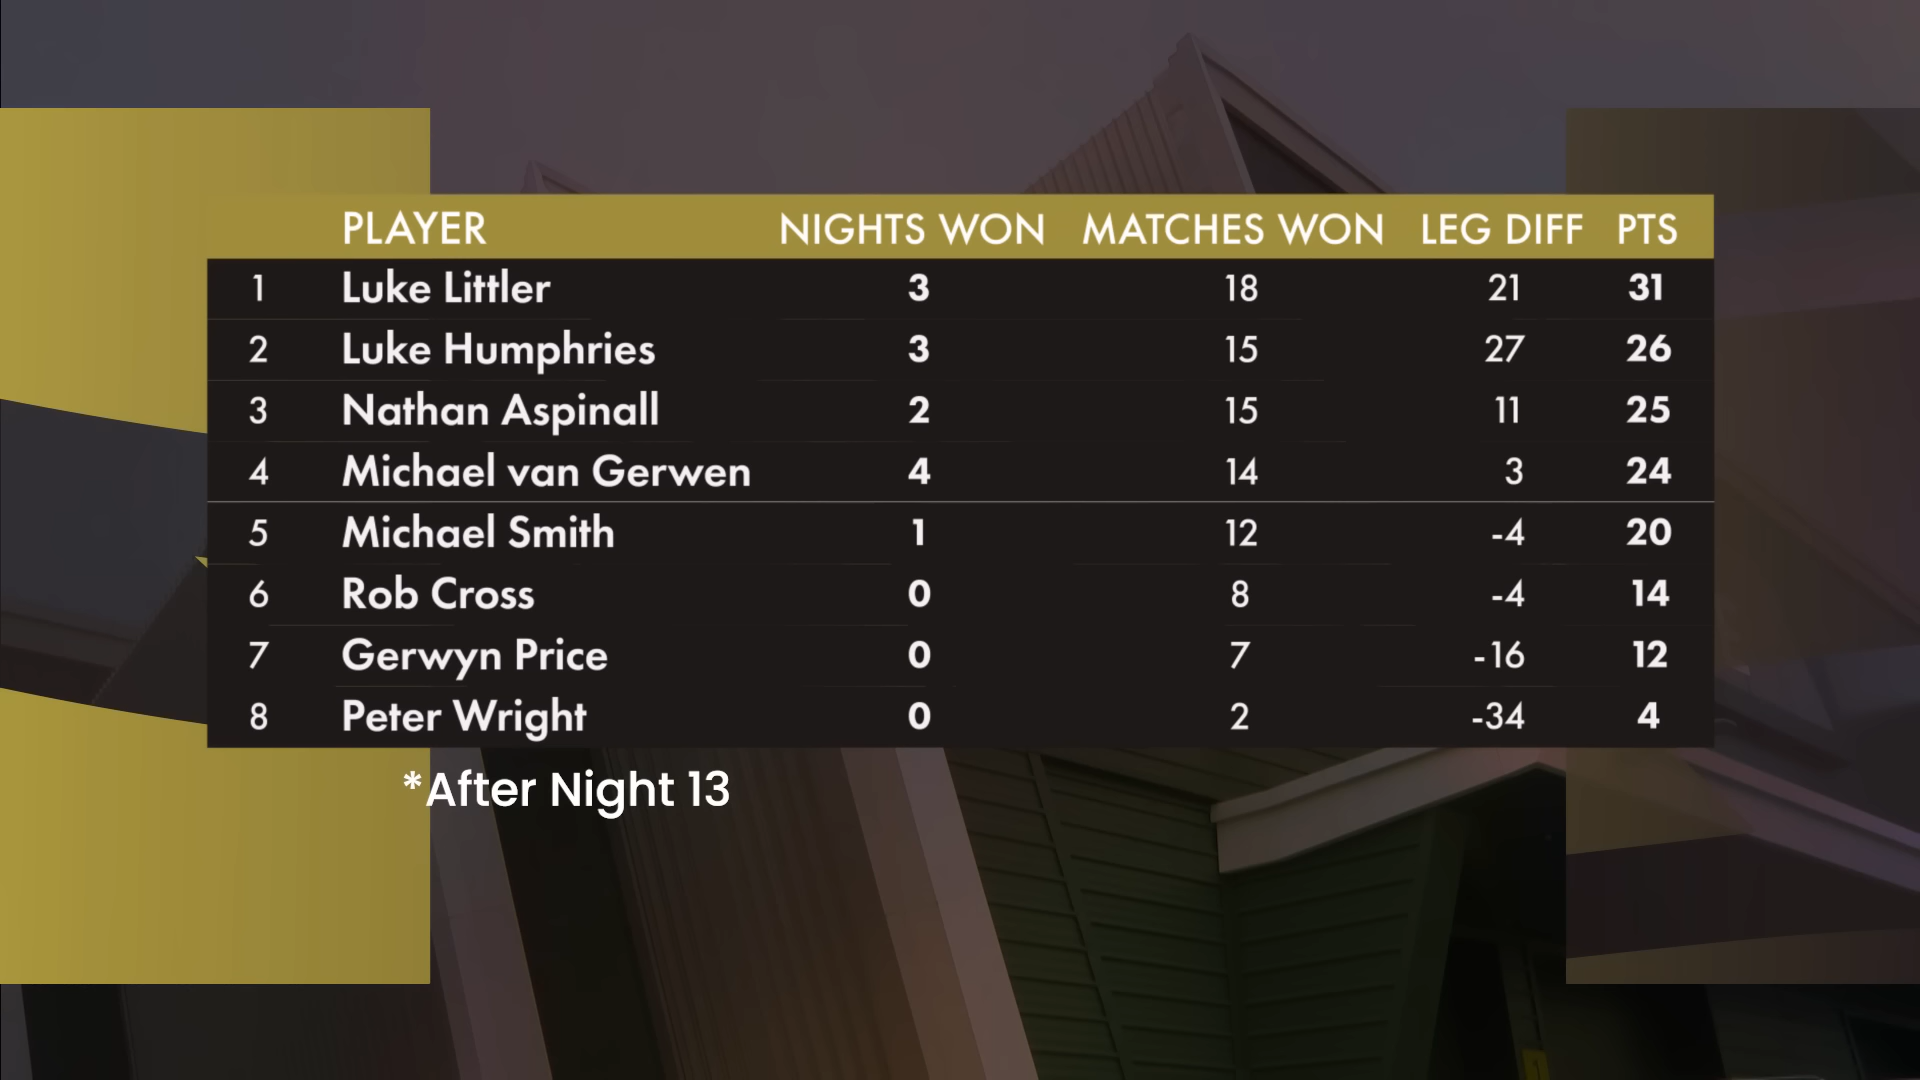 PLAYER NIGHTS WON MATCHES WON LEG DIFF PTS
1 Luke Littler 3 18 21 31
2 Luke Humphries 3 15 27 26
3 Nathan Aspinall 2 15 11 25
4 Michael van Gerwen 4 14 3 24
5 Michael Smith 1 12 -4 20
6 Rob Cross 0 8 -4 14
7 Gerwyn Price 0 7 -16 12
8 Peter Wright 0 2 -34 4
*After Night 13